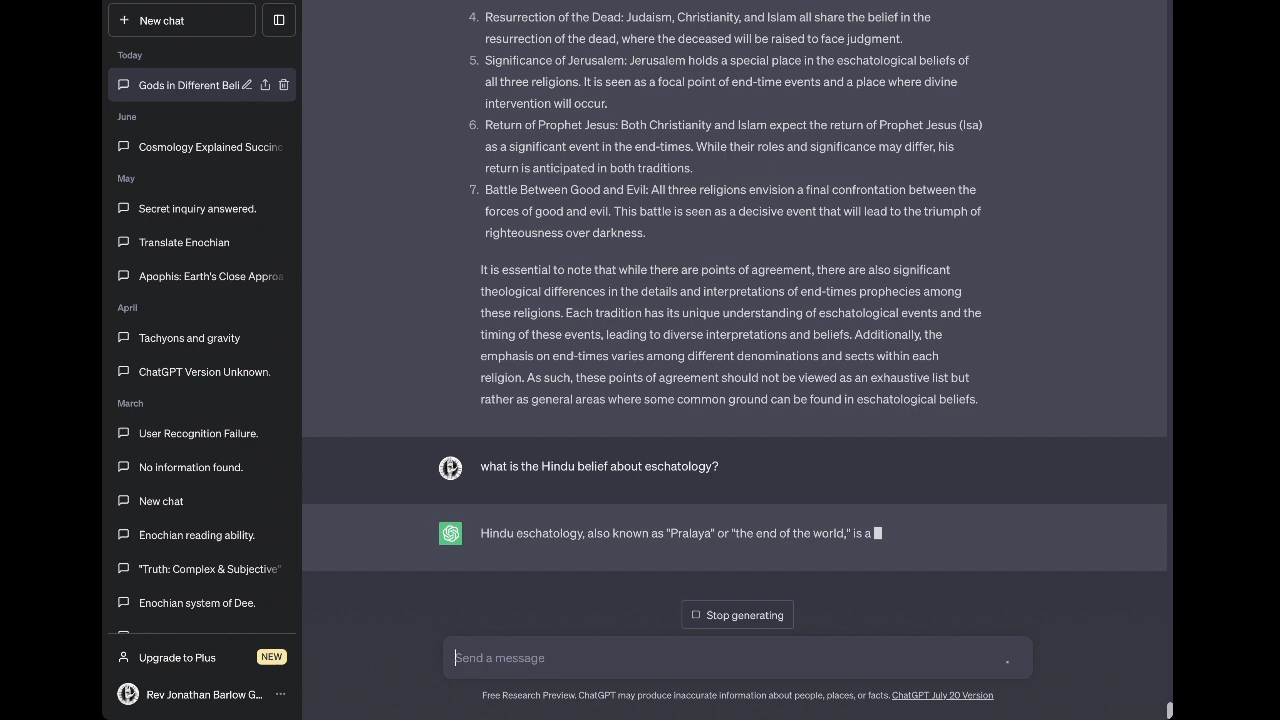 New chat
Today
Gods in Different Beli
June
Cosmology Explained Succinc
May
Secret inquiry answered.
Translate Enochian
Apophis: Earth's Close Approa
April
Tachyons and gravity
ChatGPT Version Unknown.
March
User Recognition Failure.
No information found.
New chat
Enochian reading ability.
"Truth: Complex & Subjective"
Enochian system of Dee.
Upgrade to Plus NEW
Rev Jonathan Barlow G... ...
4. Resurrection of the Dead: Judaism, Christianity, and Islam all share the belief in the
resurrection of the dead, where the deceased will be raised to face judgment.
5. Significance of Jerusalem: Jerusalem holds a special place in the eschatological beliefs of
all three religions. It is seen as a focal point of end-time events and a place where divine
intervention will occur.
6. Return of Prophet Jesus: Both Christianity and Islam expect the return of Prophet Jesus (Isa)
as a significant event in the end-times. While their roles and significance may differ, his
return is anticipated in both traditions.
7. Battle Between Good and Evil: All three religions envision a final confrontation between the
forces of good and evil. This battle is seen as a decisive event that will lead to the triumph of
righteousness over darkness.
It is essential to note that while there are points of agreement, there are also significant
theological differences in the details and interpretations of end-times prophecies among
these religions. Each tradition has its unique understanding of eschatological events and the
timing of these events, leading to diverse interpretations and beliefs. Additionally, the
emphasis on end-times varies among different denominations and sects within each
religion. As such, these points of agreement should not be viewed as an exhaustive list but
rather as general areas where some common ground can be found in eschatological beliefs.
what is the Hindu belief about eschatology?
Hindu eschatology, also known as "Pralaya" or "the end of the world," is a
Stop generating
Send a message
Free Research Preview. ChatGPT may produce inaccurate information about people, places, or facts. ChatGPT July 20 Version